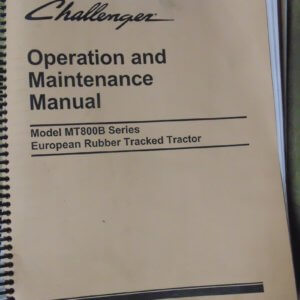 Challenger
Operation and
Maintenance
Manual
Model MT800B Series
European Rubber Tracked Tractor